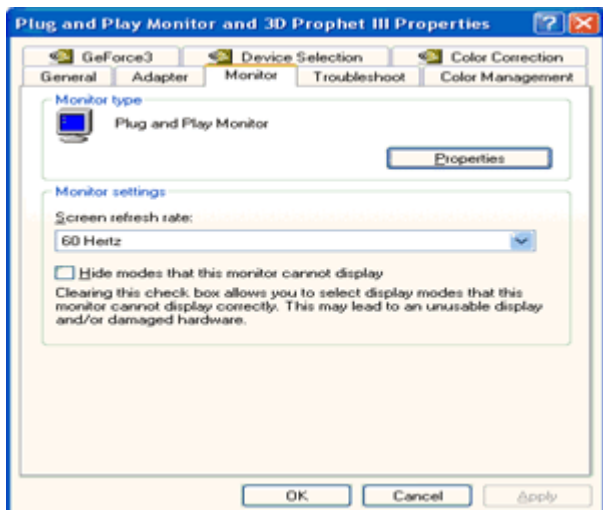 Plug and Play Monitor and 3D Prophet III Properties
GeForce3 Device Selection Color Correction
General Adapter Monitor Troubleshoot Color Management
Monitor type
Plug and Play Monitor
Properties
Monitor settings
Screen refresh rate:
60 Hertz
Hide modes that this monitor cannot display
Clearing this check box allows you to select display modes that this
monitor cannot display correctly. This may lead to an unusable display
and/or damaged hardware.
OK Cancel Apply